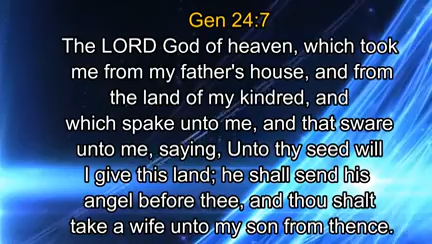 Gen 24:7
The LORD God of heaven, which took
me from my father's house, and from
the land of my kindred, and
which spake unto me, and that sware
unto me, saying, Unto thy seed will
I give this land; he shall send his
angel before thee, and thou shalt
take a wife unto my son from thence.